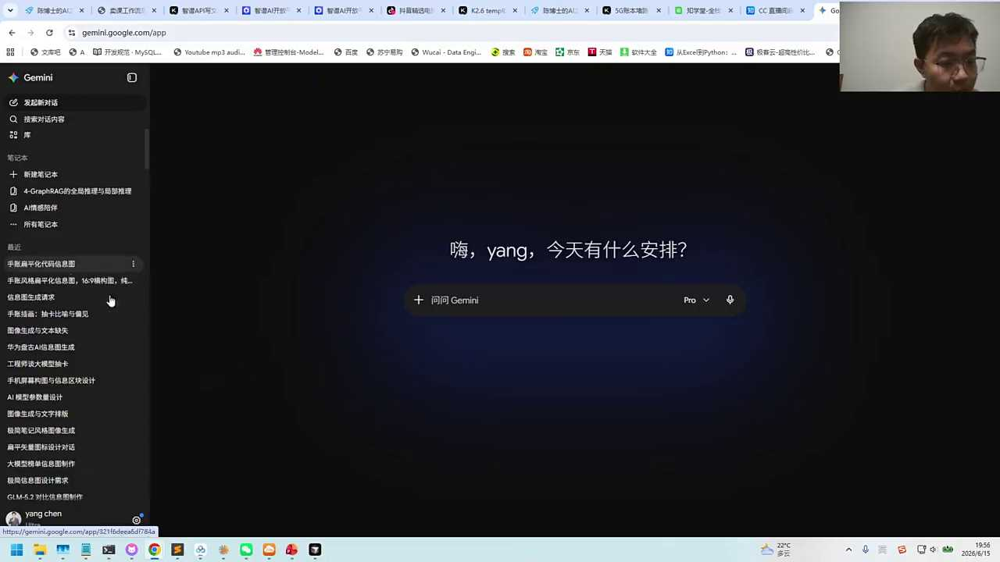 陈博士的AI
卖课工作流
智谱API写文
智谱AI开放平
智谱AI开放平
抖音精选电
K2.6 temp
陈博士的AI
5G账本堵
知学堂-全栈
CC 直播间
Go
gemini.google.com/app
文库吧
A
开发规范 · MySQL...
Youtube mp3 audi...
管理控制台-Model...
百度
苏宁易购
Wucai - Data Engi...
搜索
淘宝
京东
天猫
软件大全
从Excel到Python：...
极客云-超高性价比...
Gemini
发起新对话
搜索对话内容
库
笔记本
新建笔记本
4-GraphRAG的全局推理与局部推理
AI情感陪伴
所有笔记本
最近
手账扁平化代码信息图
手账风格扁平化信息图，16:9横构图，纯...
信息图生成请求
手账插画：抽卡比喻与偏见
图像生成与文本缺失
华为盘古AI信息图生成
工程师谈大模型抽卡
手机屏幕构图与信息区块设计
AI 模型参数量设计
图像生成与文字排版
极简笔记风格图像生成
扁平矢量图标设计对话
大模型榜单信息图制作
极简信息图设计需求
GLM-5.2 对比信息图制作
yang chen
Ultra
https://gemini.google.com/app/821f6deea6df784a
嗨，yang，今天有什么安排？
问问 Gemini
Pro
22°C
多云
英
19:56
2026/6/15